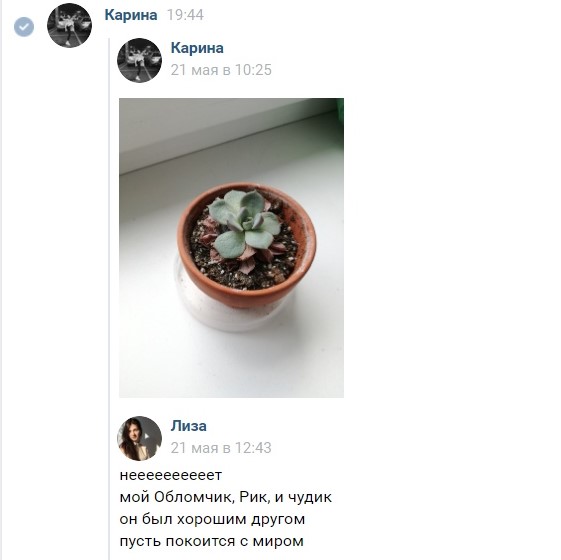 Карина 19:44
Карина
21 мая в 10:25
Лиза
21 мая в 12:43
нееееееееееет
мой Обломчик, Рик, и чудик
он был хорошим другом
пусть покоится с миром